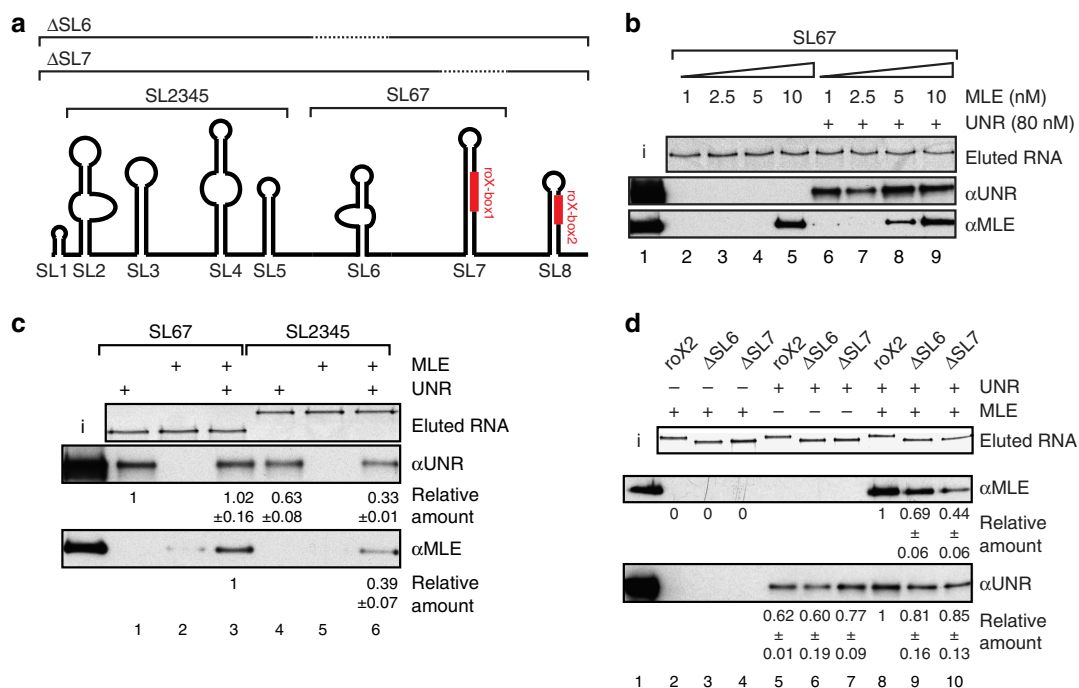 a
ΔSL6
ΔSL7
SL2345
SL67
roX-box1
roX-box2
SL1 SL2 SL3 SL4 SL5 SL6 SL7 SL8
b
SL67
1 2.5 5 10 1 2.5 5 10 MLE (nM)
+ + + + UNR (80 nM)
i Eluted RNA
αUNR
αMLE
1 2 3 4 5 6 7 8 9
c
SL67 SL2345
+ + + + MLE
+ + + + UNR
i Eluted RNA
αUNR
1 1.02 0.63 0.33 Relative
±0.16 ±0.08 ±0.01 amount
αMLE
1 0.39 Relative
±0.07 amount
1 2 3 4 5 6
d
roX2 ΔSL6 ΔSL7 roX2 ΔSL6 ΔSL7 roX2 ΔSL6 ΔSL7
− − − + + + + + + UNR
+ + + − − − + + + MLE
i Eluted RNA
αMLE
0 0 0 1 0.69 0.44 Relative
± ± amount
0.06 0.06
αUNR
0.62 0.60 0.77 1 0.81 0.85 Relative
± ± ± ± ± amount
0.01 0.19 0.09 0.16 0.13
1 2 3 4 5 6 7 8 9 10